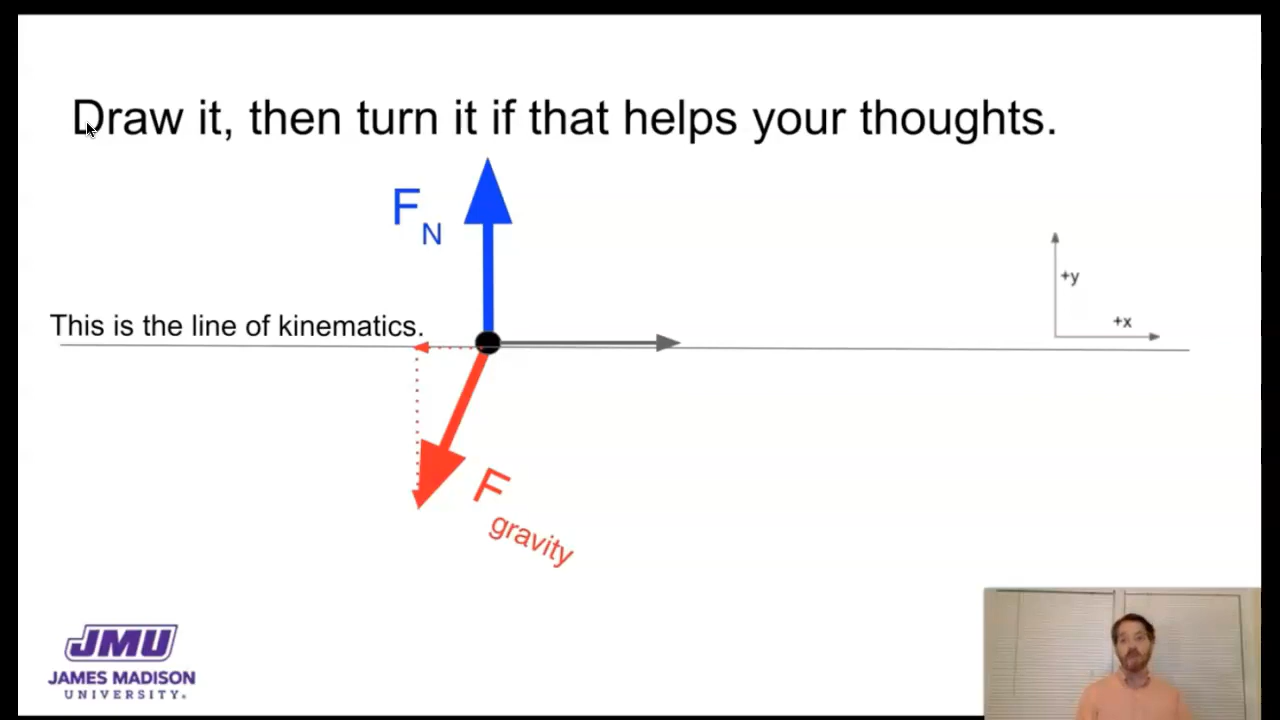 Draw it, then turn it if that helps your thoughts.
F N
+y
This is the line of kinematics.
+x
F gravity
JMU
JAMES MADISON
UNIVERSITY.